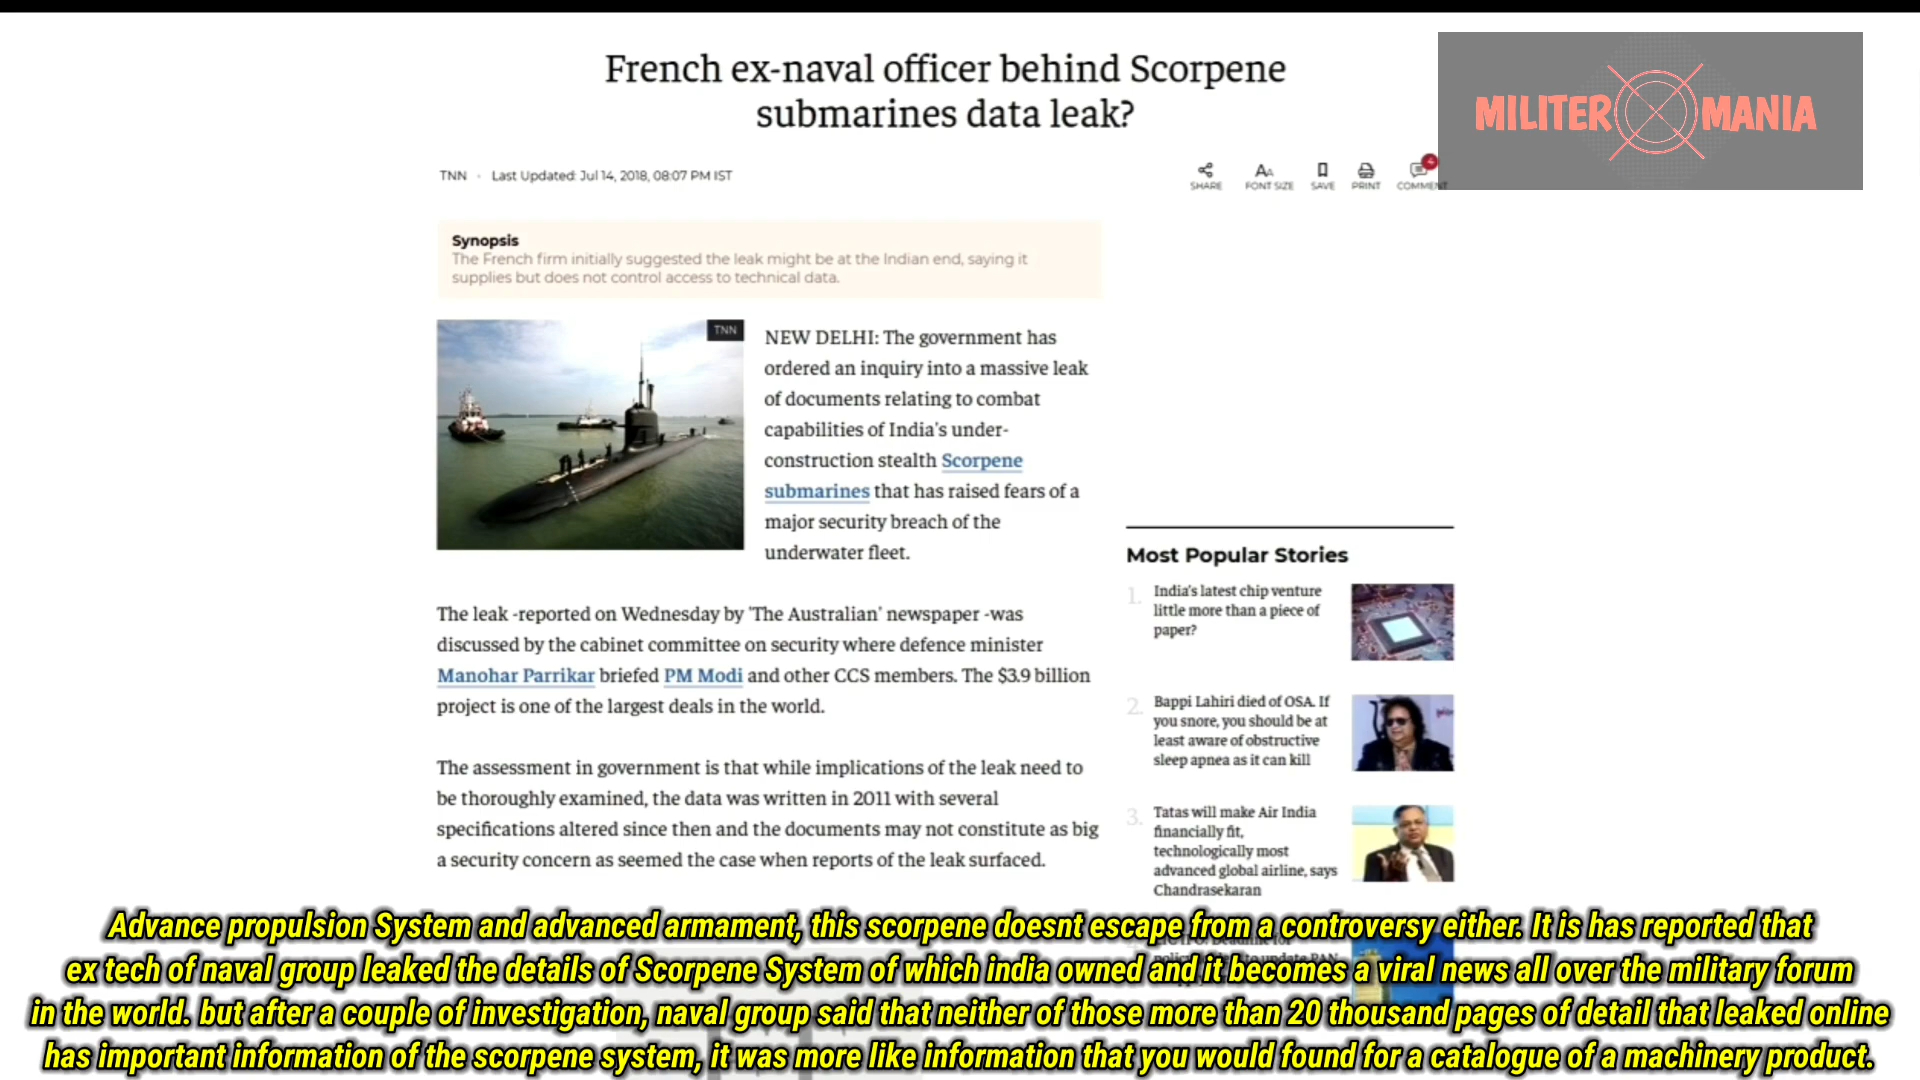 French ex-naval officer behind Scorpene
submarines data leak?
MILITER MANIA
TNN • Last Updated: Jul 14, 2018, 08:07 PM IST
SHARE
AA FONT SIZE
SAVE
PRINT
4
COMMENT
Synopsis
The French firm initially suggested the leak might be at the Indian end, saying it
supplies but does not control access to technical data.
TNN
NEW DELHI: The government has
ordered an inquiry into a massive leak
of documents relating to combat
capabilities of India's under-
construction stealth Scorpene
submarines that has raised fears of a
major security breach of the
underwater fleet.
The leak -reported on Wednesday by 'The Australian' newspaper -was
discussed by the cabinet committee on security where defence minister
Manohar Parrikar briefed PM Modi and other CCS members. The $3.9 billion
project is one of the largest deals in the world.
The assessment in government is that while implications of the leak need to
be thoroughly examined, the data was written in 2011 with several
specifications altered since then and the documents may not constitute as big
a security concern as seemed the case when reports of the leak surfaced.
Most Popular Stories
1. India's latest chip venture
little more than a piece of
paper?
2. Bappi Lahiri died of OSA. If
you snore, you should be at
least aware of obstructive
sleep apnea as it can kill
3. Tatas will make Air India
financially fit,
technologically most
advanced global airline, says
Chandrasekaran
Advance propulsion System and advanced armament, this scorpene doesnt escape from a controversy either. It is has reported that
ex tech of naval group leaked the details of Scorpene System of which india owned and it becomes a viral news all over the military forum
in the world. but after a couple of investigation, naval group said that neither of those more than 20 thousand pages of detail that leaked online
has important information of the scorpene system, it was more like information that you would found for a catalogue of a machinery product.